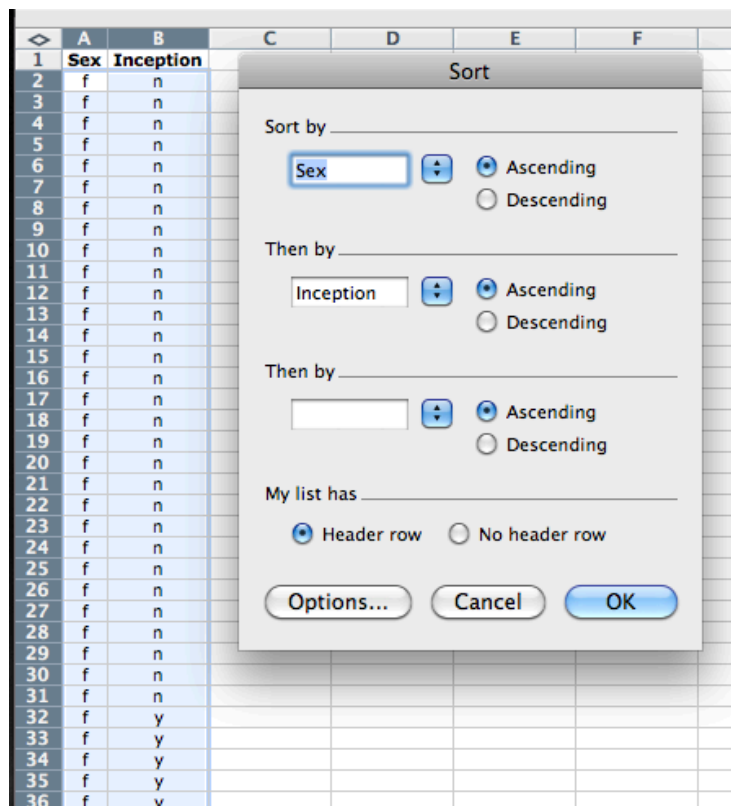 A B C D E F
1 Sex Inception
2 f n
3 f n
4 f n
5 f n
6 f n
7 f n
8 f n
9 f n
10 f n
11 f n
12 f n
13 f n
14 f n
15 f n
16 f n
17 f n
18 f n
19 f n
20 f n
21 f n
22 f n
23 f n
24 f n
25 f n
26 f n
27 f n
28 f n
29 f n
30 f n
31 f n
32 f y
33 f y
34 f y
35 f y
36 f y
Sort
Sort by
Sex Ascending
Descending
Then by
Inception Ascending
Descending
Then by
Ascending
Descending
My list has
Header row No header row
Options... Cancel OK